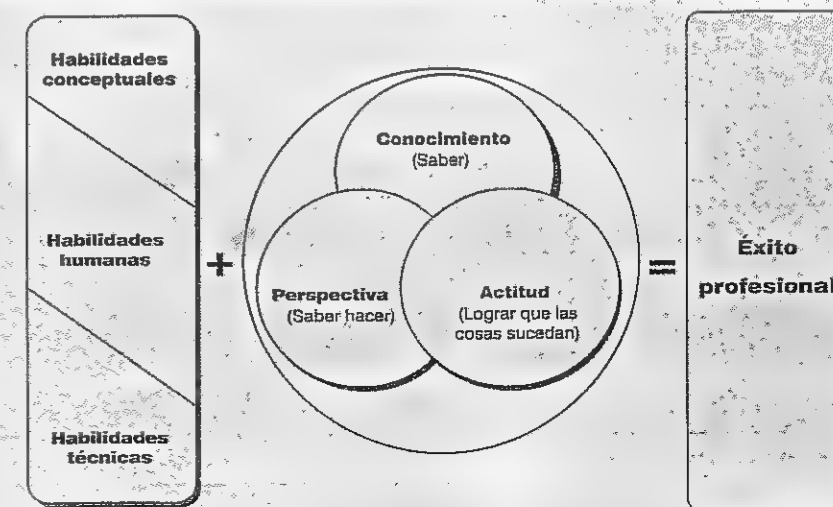 Habilidades
conceptuales
Habilidades
humanas
Habilidades
técnicas
+
Conocimiento
(Saber)
Perspectiva
(Saber hacer)
Actitud
(Lograr que las
cosas sucedan)
=
Éxito
profesional